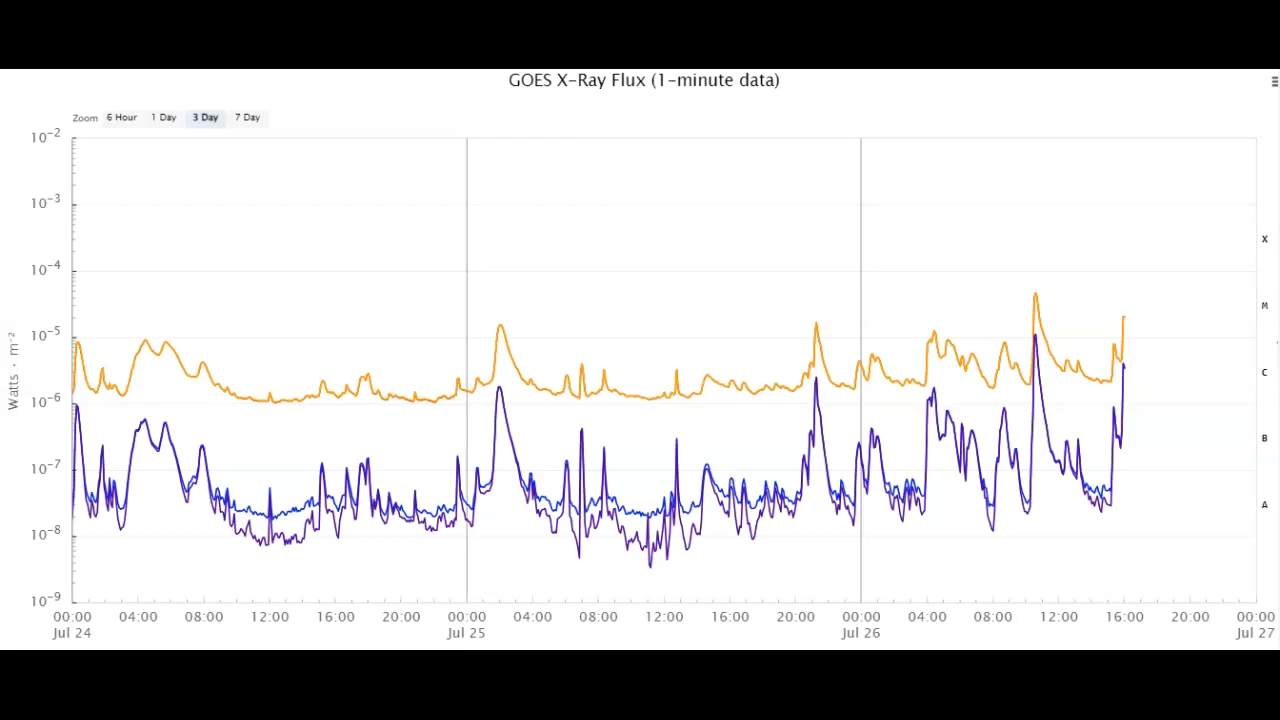 GOES X-Ray Flux (1-minute data)
Zoom 6 Hour 1 Day 3 Day 7 Day
10⁻²
10⁻³
10⁻⁴
10⁻⁵
10⁻⁶
10⁻⁷
10⁻⁸
10⁻⁹
Watts · m⁻²
X
M
C
B
A
00:00 04:00 08:00 12:00 16:00 20:00 00:00 04:00 08:00 12:00 16:00 20:00 00:00 04:00 08:00 12:00 16:00 20:00 00:00
Jul 24 Jul 25 Jul 26 Jul 27